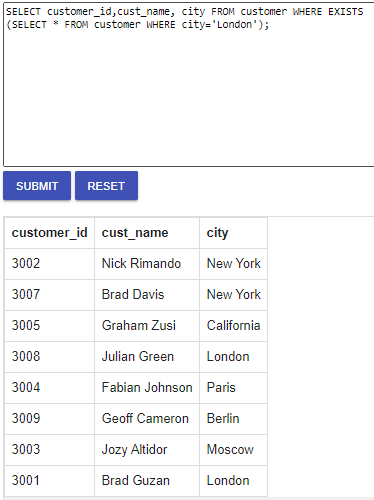 SELECT customer_id,cust_name, city FROM customer WHERE EXISTS
(SELECT * FROM customer WHERE city='London');
SUBMIT RESET
customer_id cust_name city
3002 Nick Rimando New York
3007 Brad Davis New York
3005 Graham Zusi California
3008 Julian Green London
3004 Fabian Johnson Paris
3009 Geoff Cameron Berlin
3003 Jozy Altidor Moscow
3001 Brad Guzan London